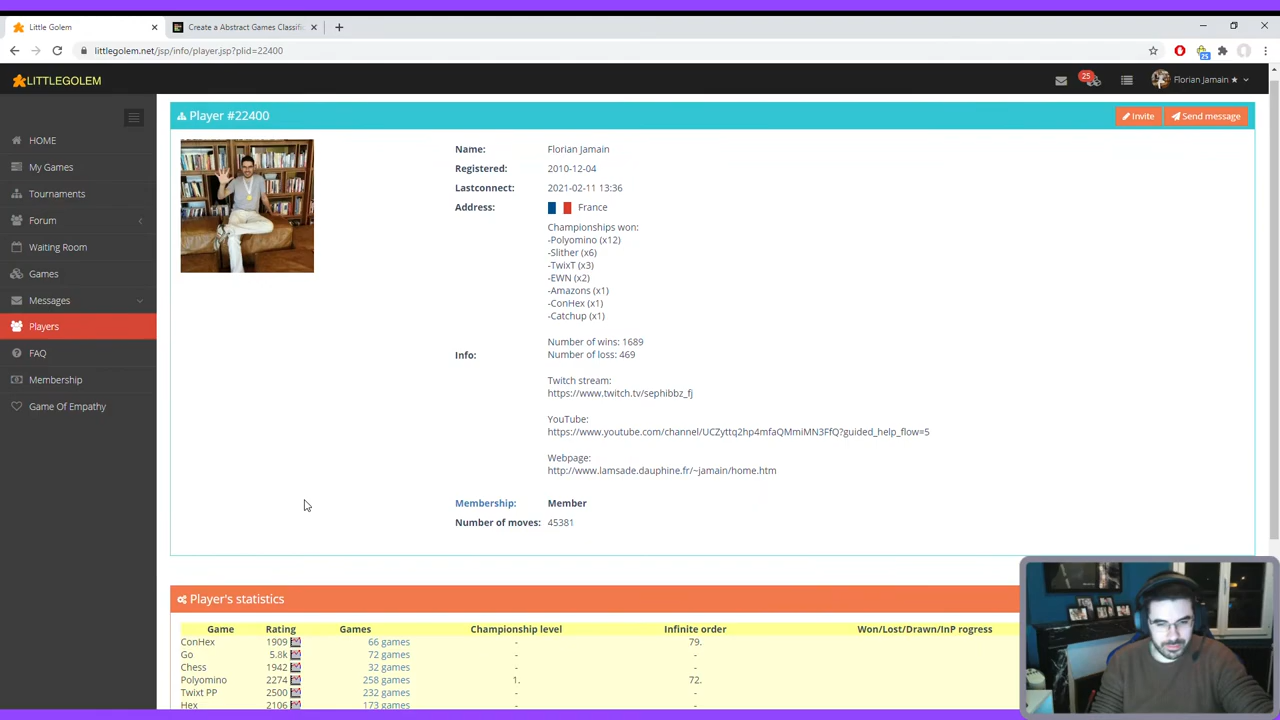 Little Golem
Create a Abstract Games Classifi
littlegolem.net/jsp/info/player.jsp?plid=22400
25
LITTLEGOLEM
25
Florian Jamain ★
Player #22400
Invite
Send message
HOME
My Games
Tournaments
Forum
Waiting Room
Games
Messages
Players
FAQ
Membership
Game Of Empathy
Name: Florian Jamain
Registered: 2010-12-04
Lastconnect: 2021-02-11 13:36
Address: France
Info:
Championships won:
-Polyomino (x12)
-Slither (x6)
-TwixT (x3)
-EWN (x2)
-Amazons (x1)
-ConHex (x1)
-Catchup (x1)
Number of wins: 1689
Number of loss: 469
Twitch stream:
https://www.twitch.tv/sephibbz_fj
YouTube:
https://www.youtube.com/channel/UCZyttq2hp4mfaQMmiMN3FfQ?guided_help_flow=5
Webpage:
http://www.lamsade.dauphine.fr/~jamain/home.htm
Membership: Member
Number of moves: 45381
Player's statistics
Game Rating Games Championship level Infinite order Won/Lost/Drawn/InP rogress
ConHex 1909 66 games - 79.
Go 5.8k 72 games - -
Chess 1942 32 games - -
Polyomino 2274 258 games 1. 72.
Twixt PP 2500 232 games - -
Hex 2106 173 games - -